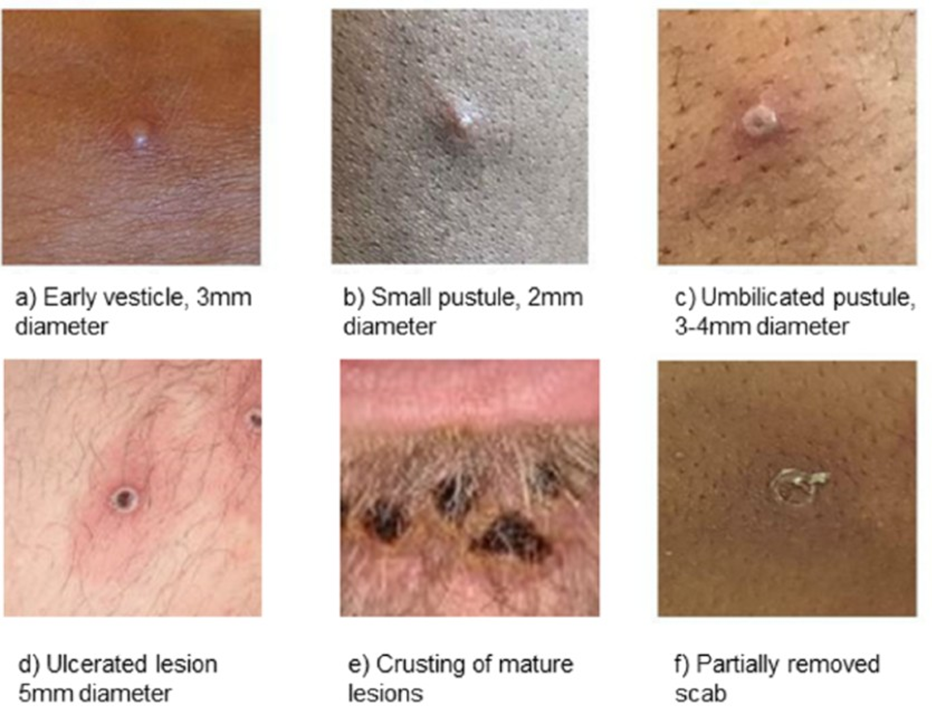 a) Early vesicle, 3mm
diameter
b) Small pustule, 2mm
diameter
c) Umbilicated pustule,
3-4mm diameter
d) Ulcerated lesion
5mm diameter
e) Crusting of mature
lesions
f) Partially removed
scab